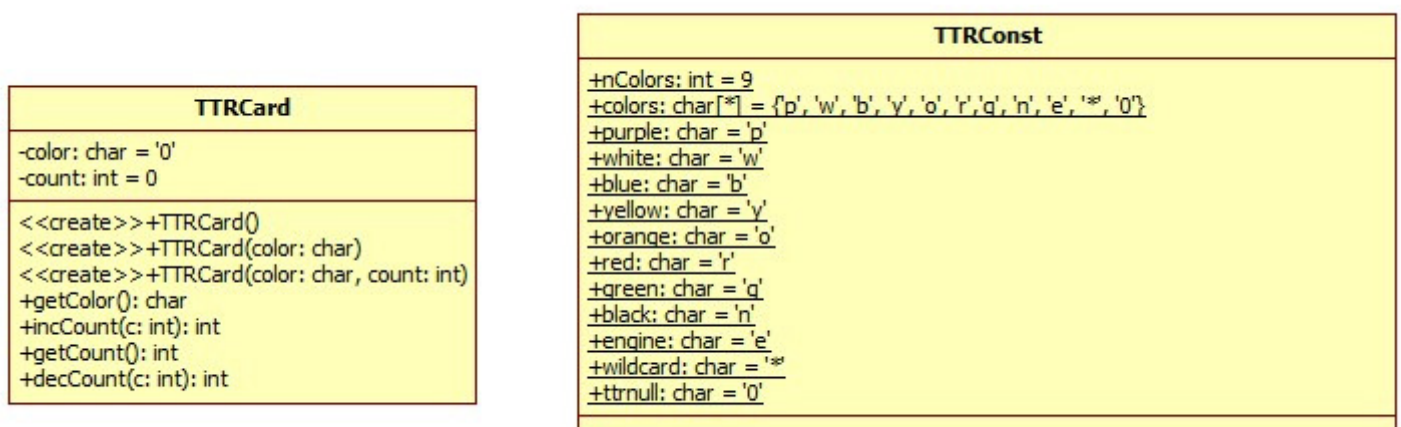 TTRCard
-color: char = '0'
-count: int = 0
<<create>>+TTRCard()
<<create>>+TTRCard(color: char)
<<create>>+TTRCard(color: char, count: int)
+getColor(): char
+incCount(c: int): int
+getCount(): int
+decCount(c: int): int
TTRConst
+nColors: int = 9
+colors: char[*] = {'p', 'w', 'b', 'y', 'o', 'r','g', 'n', 'e', '*', '0'}
+purple: char = 'p'
+white: char = 'w'
+blue: char = 'b'
+yellow: char = 'y'
+orange: char = 'o'
+red: char = 'r'
+green: char = 'g'
+black: char = 'n'
+engine: char = 'e'
+wildcard: char = '*'
+ttrnull: char = '0'